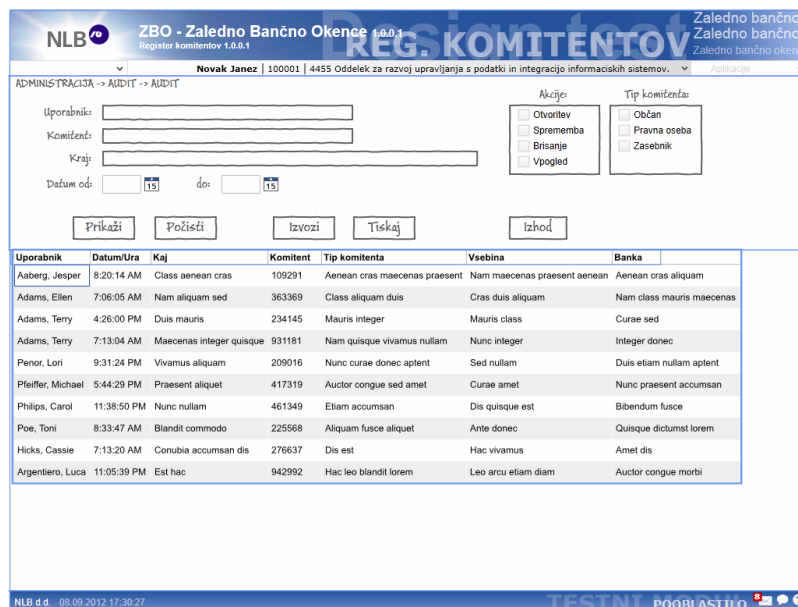 Design test
Zaledno bančno
NLB ZBO - Zaledno Bančno Okence 1.0.0.1 Zaledno bančno
Register komitentov 1.0.0.1 REG. KOMITENTOV Zaledno bančno oken
Novak Janez | 100001 | 4455 Oddelek za razvoj upravljanja s podatki in integracijo informaciskih sistemov. Aplikacije
ADMINISTRACIJA -> AUDIT -> AUDIT
Akcije: Tip komitenta:
Uporabnik: Otvoritev Občan
Komitent: Sprememba Pravna oseba
Kraj: Brisanje Zasebnik
Vpogled
Datum od: 15 do: 15
Prikaži Počisti Izvozi Tiskaj Izhod
Uporabnik Datum/Ura Kaj Komitent Tip komitenta Vsebina Banka
Aaberg, Jesper 8:20:14 AM Class aenean cras 109291 Aenean cras maecenas praesent Nam maecenas praesent aenean Aenean cras aliquam
Adams, Ellen 7:06:05 AM Nam aliquam sed 363369 Class aliquam duis Cras duis aliquam Nam class mauris maecenas
Adams, Terry 4:26:00 PM Duis mauris 234145 Mauris integer Mauris class Curae sed
Adams, Terry 7:13:04 AM Maecenas integer quisque 931181 Nam quisque vivamus nullam Nunc integer Integer donec
Penor, Lori 9:31:24 PM Vivamus aliquam 209016 Nunc curae donec aptent Sed nullam Duis etiam nullam aptent
Pfeiffer, Michael 5:44:29 PM Praesent aliquet 417319 Auctor congue sed amet Curae amet Nunc praesent accumsan
Philips, Carol 11:38:50 PM Nunc nullam 461349 Etiam accumsan Dis quisque est Bibendum fusce
Poe, Toni 8:33:47 AM Blandit commodo 225568 Aliquam fusce aliquet Ante donec Quisque dictumst lorem
Hicks, Cassie 7:13:20 AM Conubia accumsan dis 276637 Dis est Hac vivamus Amet dis
Argentiero, Luca 11:05:39 PM Est hac 942992 Hac leo blandit lorem Leo arcu etiam diam Auctor congue morbi
NLB d.d. 08.09.2012 17:30:27 TESTNI MODUL POOBLASTILO 8